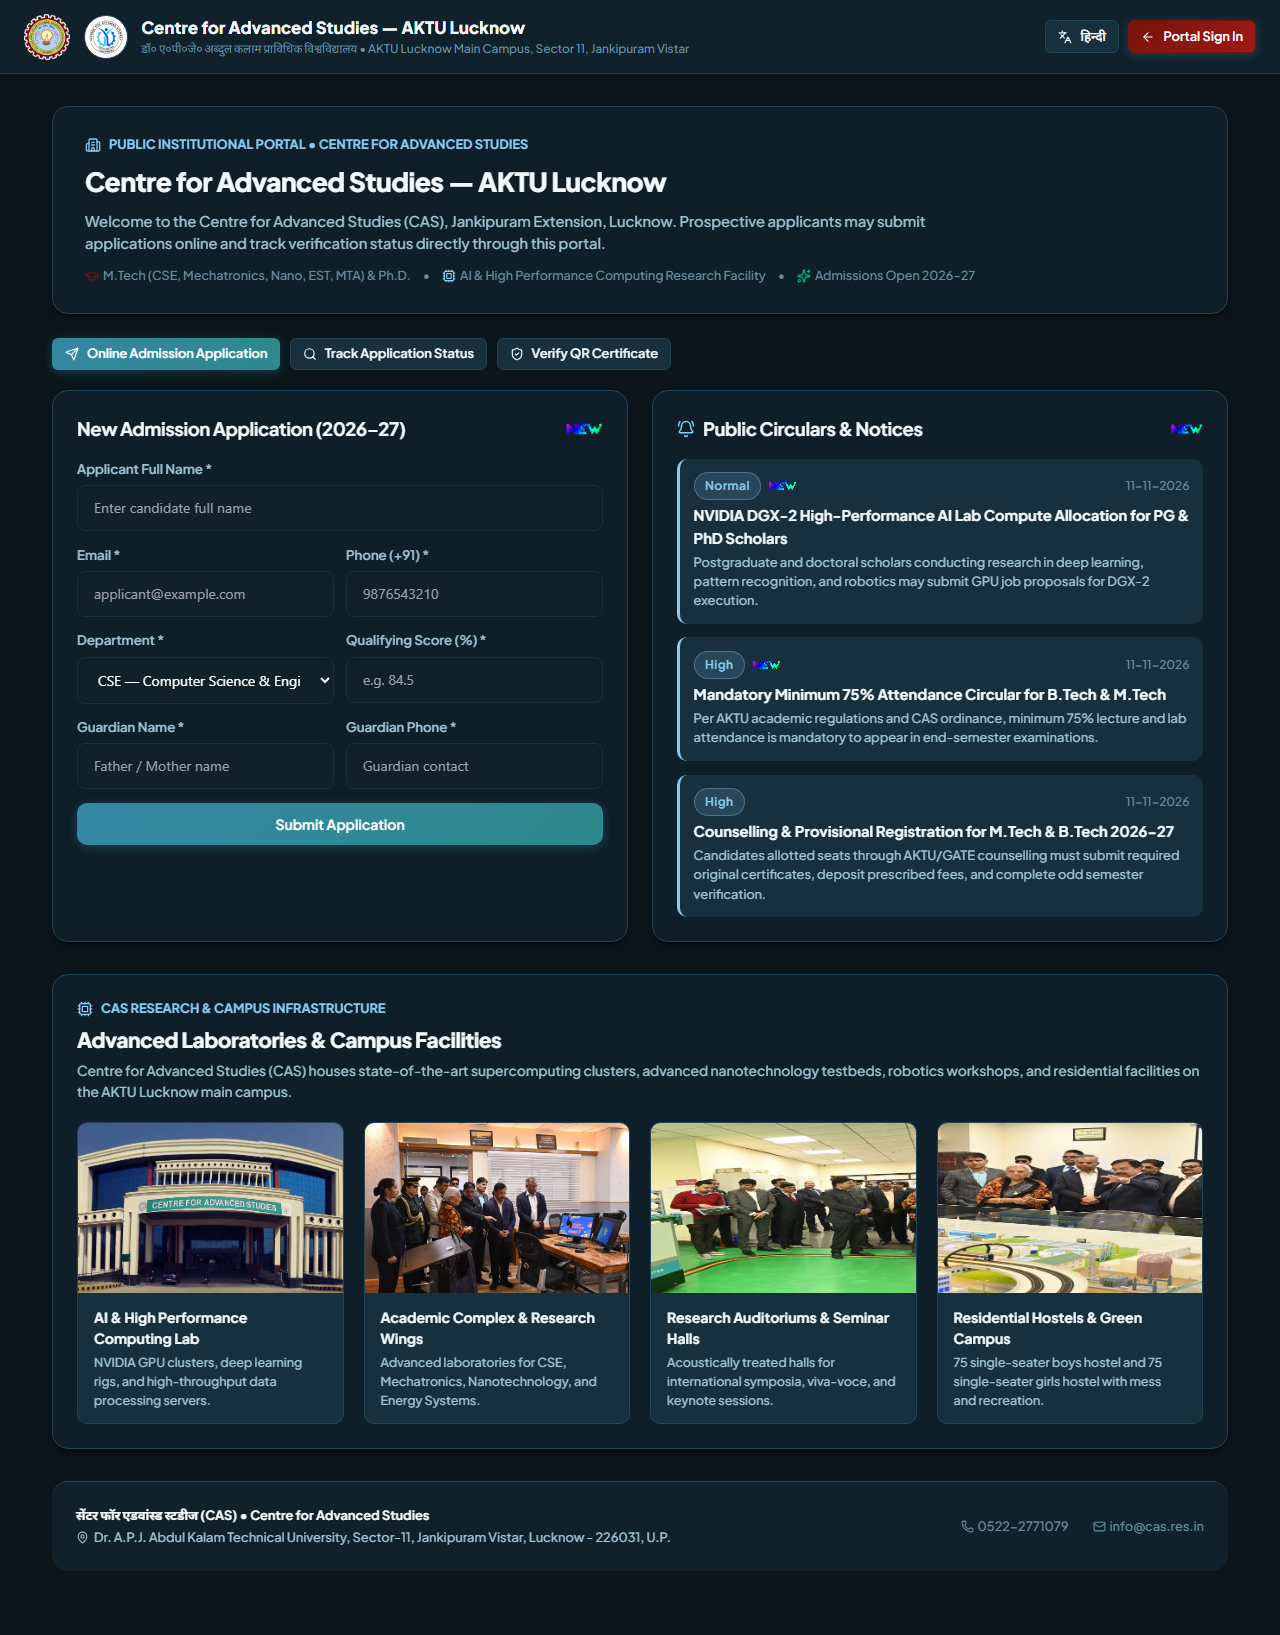 Centre for Advanced Studies — AKTU Lucknow
डॉ० ए०पी०जे० अब्दुल कलाम प्राविधिक विश्वविद्यालय • AKTU Lucknow Main Campus, Sector 11, Jankipuram Vistar
हिन्दी
Portal Sign In
PUBLIC INSTITUTIONAL PORTAL • CENTRE FOR ADVANCED STUDIES
Centre for Advanced Studies — AKTU Lucknow
Welcome to the Centre for Advanced Studies (CAS), Jankipuram Extension, Lucknow. Prospective applicants may submit
applications online and track verification status directly through this portal.
M.Tech (CSE, Mechatronics, Nano, EST, MTA) & Ph.D. • AI & High Performance Computing Research Facility • Admissions Open 2026-27
Online Admission Application
Track Application Status
Verify QR Certificate
New Admission Application (2026-27)
NEW
Applicant Full Name *
Enter candidate full name
Email *
Phone (+91) *
applicant@example.com
9876543210
Department *
Qualifying Score (%) *
CSE — Computer Science & Engi
e.g. 84.5
Guardian Name *
Guardian Phone *
Father / Mother name
Guardian contact
Submit Application
Public Circulars & Notices
NEW
Normal
NEW
11-11-2026
NVIDIA DGX-2 High-Performance AI Lab Compute Allocation for PG &
PhD Scholars
Postgraduate and doctoral scholars conducting research in deep learning,
pattern recognition, and robotics may submit GPU job proposals for DGX-2
execution.
High
NEW
11-11-2026
Mandatory Minimum 75% Attendance Circular for B.Tech & M.Tech
Per AKTU academic regulations and CAS ordinance, minimum 75% lecture and lab
attendance is mandatory to appear in end-semester examinations.
High
11-11-2026
Counselling & Provisional Registration for M.Tech & B.Tech 2026-27
Candidates allotted seats through AKTU/GATE counselling must submit required
original certificates, deposit prescribed fees, and complete odd semester
verification.
CAS RESEARCH & CAMPUS INFRASTRUCTURE
Advanced Laboratories & Campus Facilities
Centre for Advanced Studies (CAS) houses state-of-the-art supercomputing clusters, advanced nanotechnology testbeds, robotics workshops, and residential facilities on
the AKTU Lucknow main campus.
CENTRE FOR ADVANCED STUDIES
AI & High Performance
Computing Lab
NVIDIA GPU clusters, deep learning
rigs, and high-throughput data
processing servers.
Academic Complex & Research
Wings
Advanced laboratories for CSE,
Mechatronics, Nanotechnology, and
Energy Systems.
Research Auditoriums & Seminar
Halls
Acoustically treated halls for
international symposia, viva-voce, and
keynote sessions.
Residential Hostels & Green
Campus
75 single-seater boys hostel and 75
single-seater girls hostel with mess
and recreation.
सेंटर फॉर एडवांस्ड स्टडीज (CAS) • Centre for Advanced Studies
Dr. A.P.J. Abdul Kalam Technical University, Sector-11, Jankipuram Vistar, Lucknow - 226031, U.P.
0522-2771079
info@cas.res.in